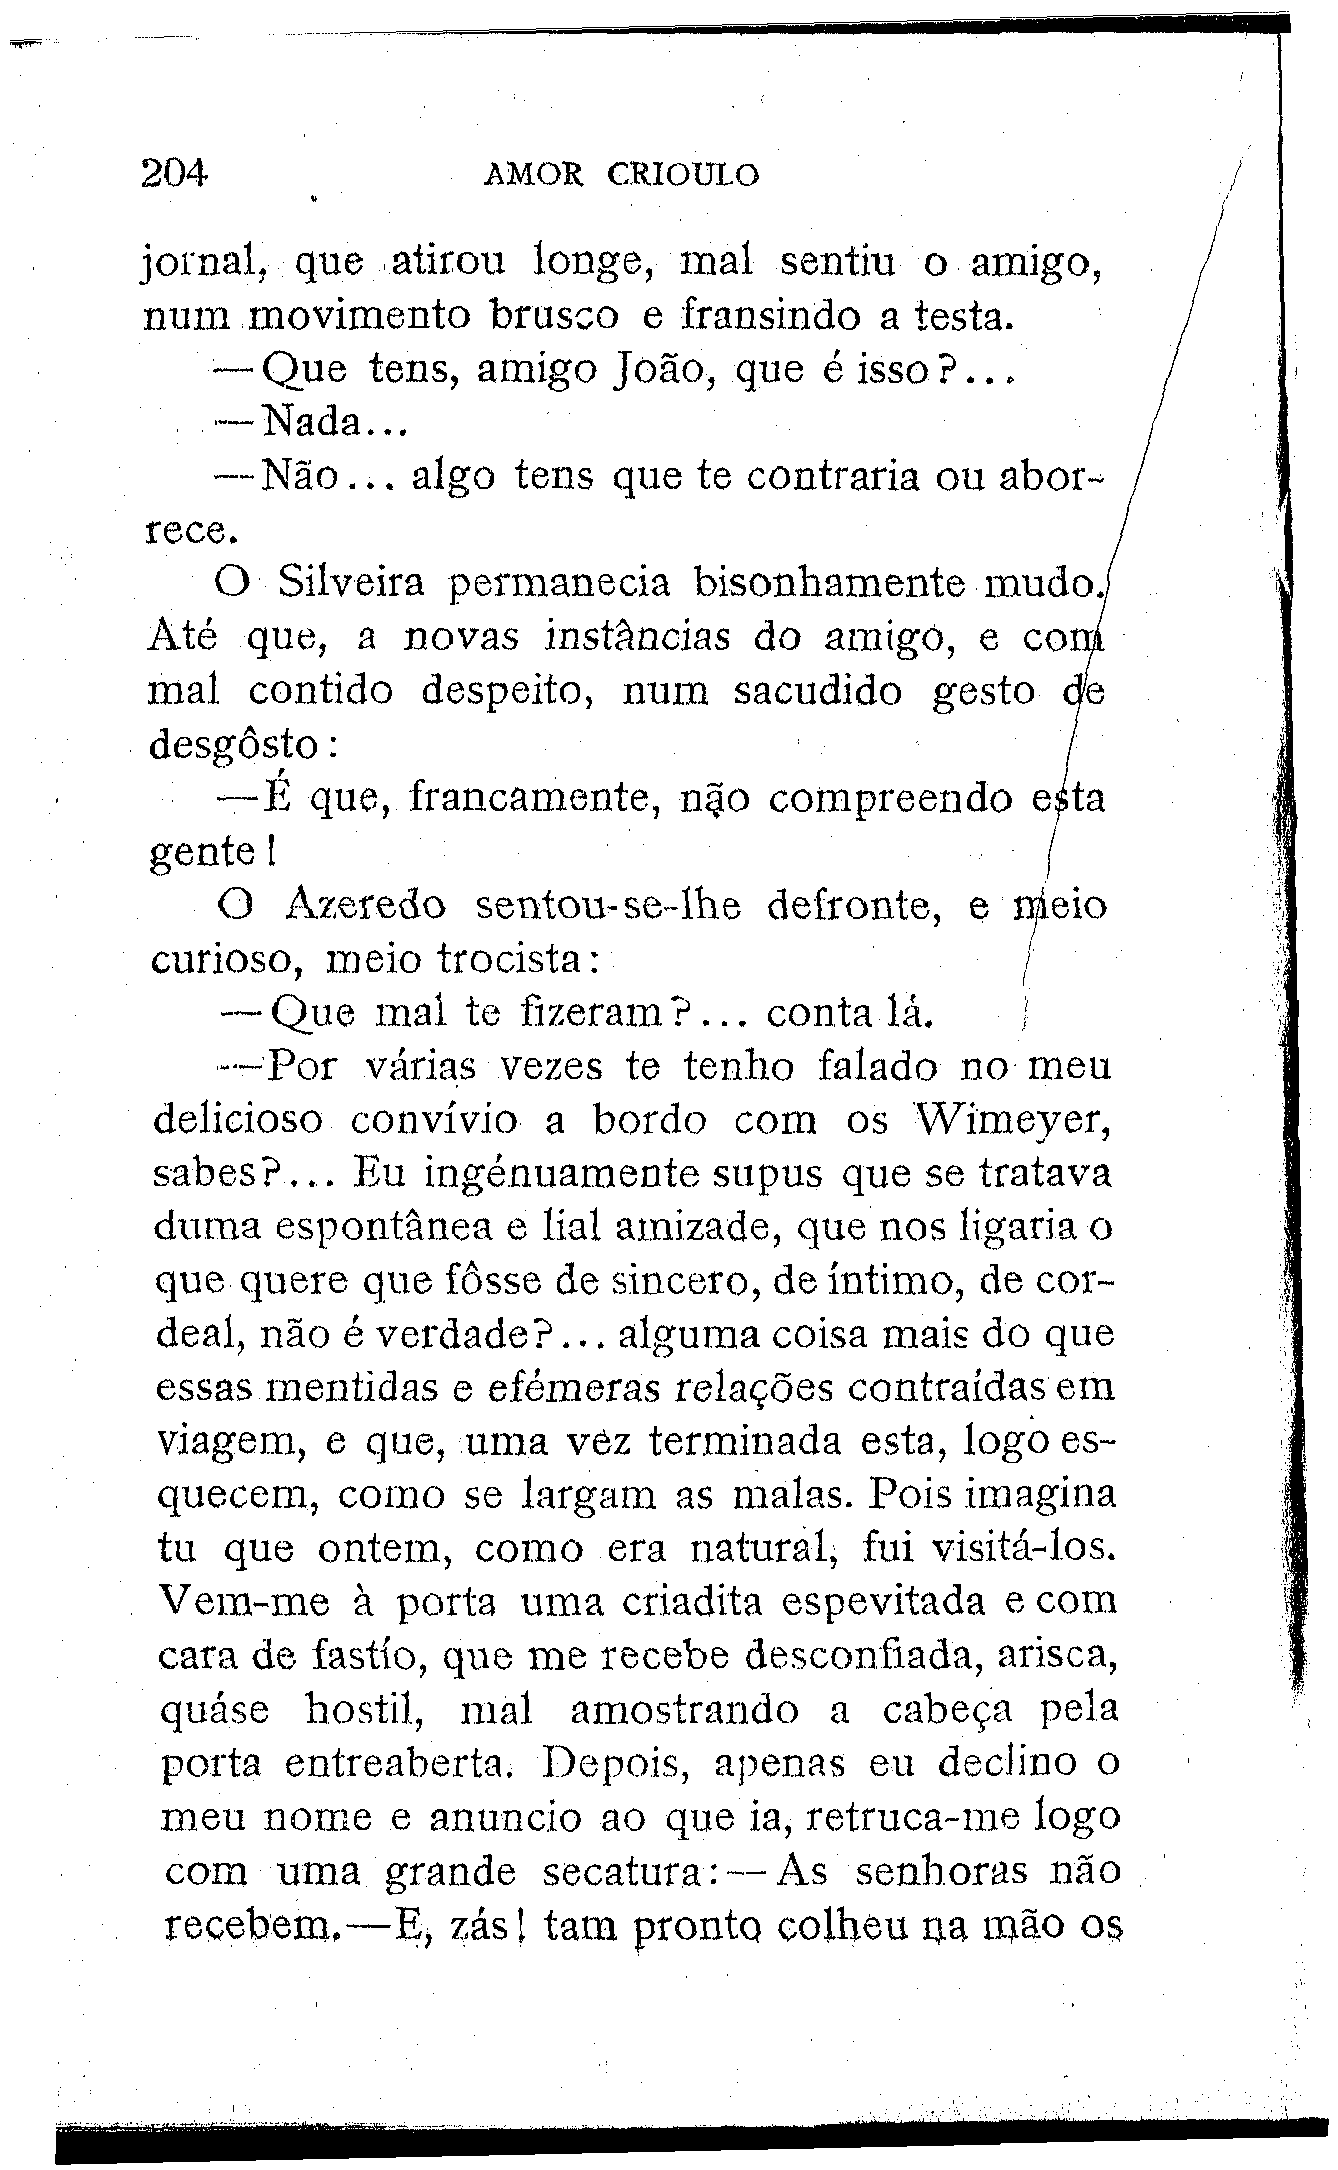 204 AMOR CRIOULO
jornal, que atirou longe, mal sentiu o amigo,
num movimento brusco e fransindo a testa.
—Que tens, amigo João, que é isso?...
—Nada...
—Não... algo tens que te contraria ou abor-
rece.
O Silveira permanecia bisonhamente mudo.
Até que, a novas instâncias do amigo, e com
mal contido despeito, num sacudido gesto de
desgôsto:
—É que, francamente, não compreendo esta
gente!
O Azeredo sentou-se-lhe defronte, e meio
curioso, meio trocista:
—Que mal te fizeram?... conta lá.
—Por várias vezes te tenho falado no meu
delicioso convívio a bordo com os Wimeyer,
sabes?... Eu ingénuamente supus que se tratava
duma espontânea e lial amizade, que nos ligaria o
que quere que fôsse de sincero, de íntimo, de cor-
deal, não é verdade?... alguma coisa mais do que
essas mentidas e efémeras relações contraídas em
viagem, e que, uma vez terminada esta, logo es-
quecem, como se largam as malas. Pois imagina
tu que ontem, como era natural, fui visitá-los.
Vem-me à porta uma criadita espevitada e com
cara de fastío, que me recebe desconfiada, arisca,
quáse hostil, mal amostrando a cabeça pela
porta entreaberta. Depois, apenas eu declino o
meu nome e anuncio ao que ia, retruca-me logo
com uma grande secatura:—As senhoras não
recebem.—E, zás! tam pronto colheu na mão os